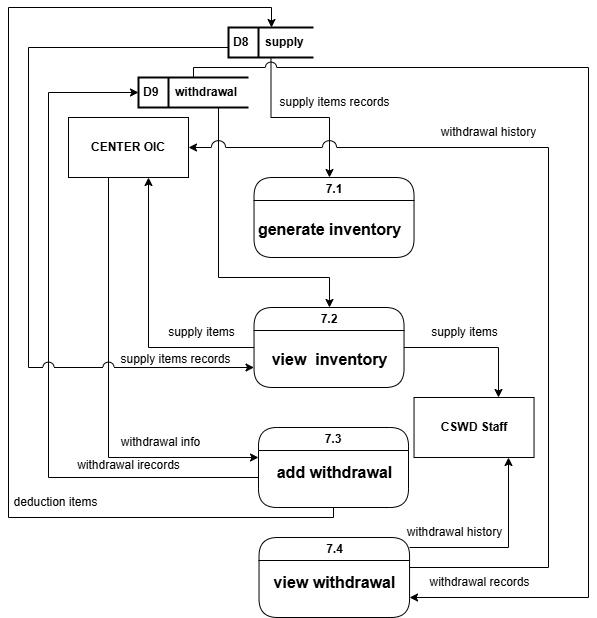 D8 supply
D9 withdrawal
supply items records
CENTER OIC
withdrawal history
7.1
generate inventory
7.2
view  inventory
supply items
supply items
supply items records
CSWD Staff
7.3
add withdrawal
withdrawal info
withdrawal irecords
deduction items
withdrawal history
7.4
view withdrawal
withdrawal records